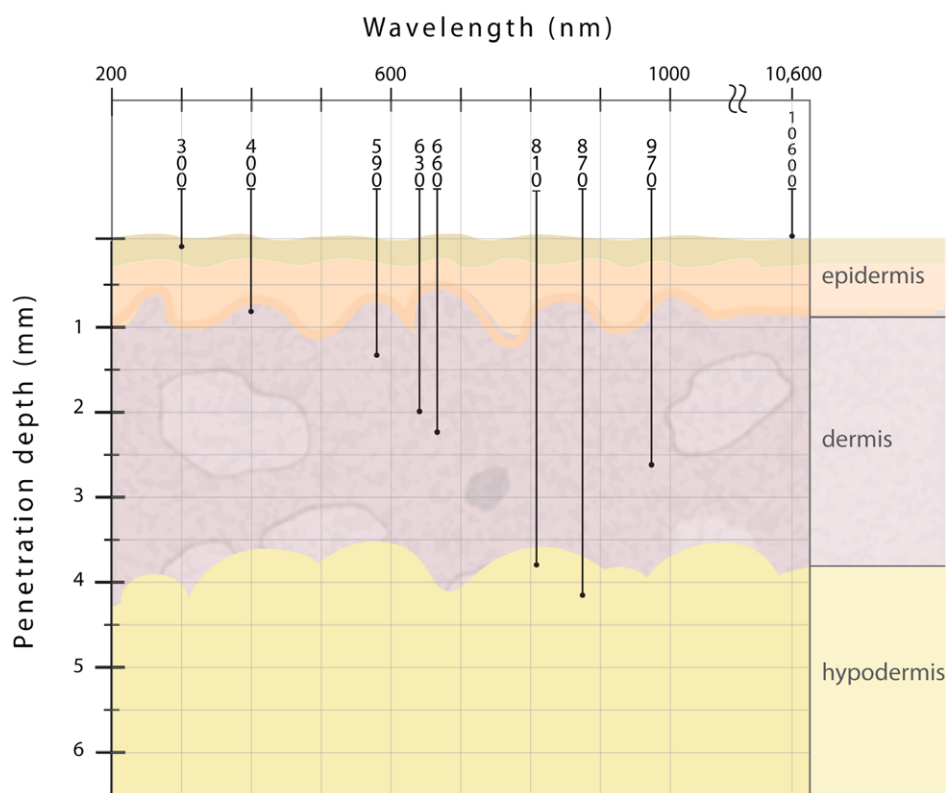 Wavelength (nm)
200 600 1000 10,600
300 400 590 630 660 810 870 970 10600
Penetration depth (mm)
1
2
3
4
5
6
epidermis
dermis
hypodermis